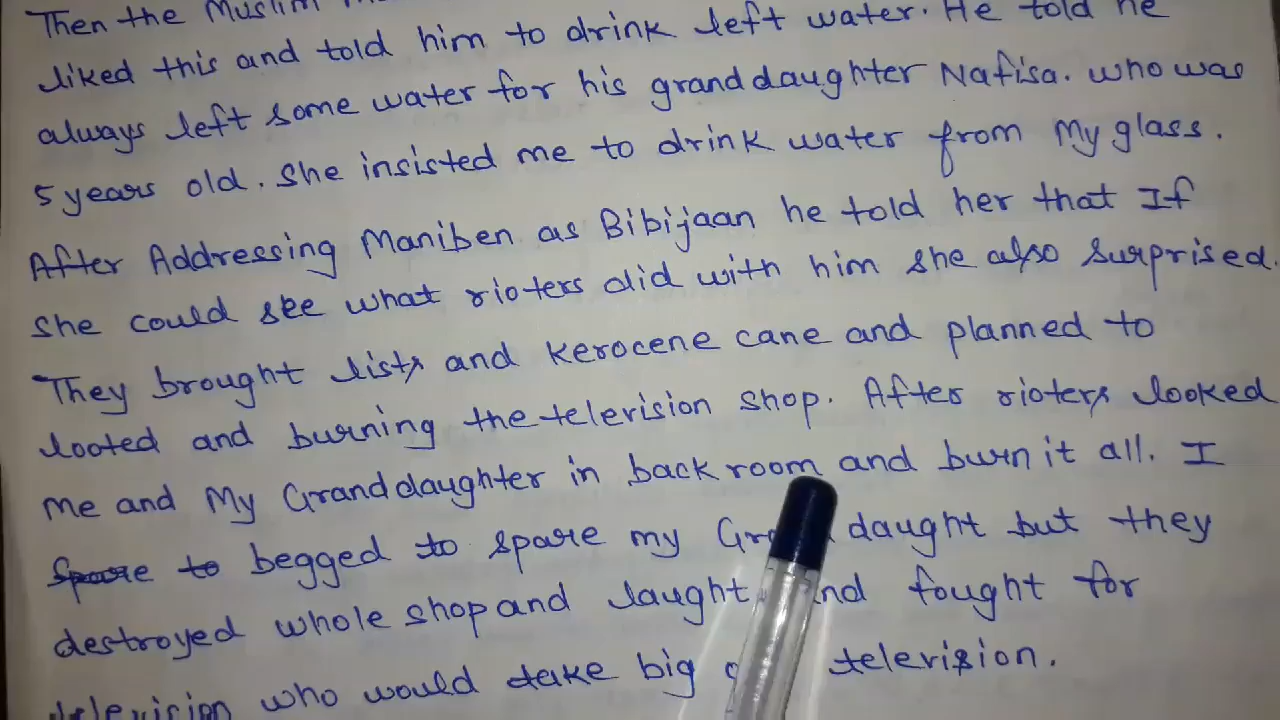 Then the Muslim
liked this and told him to drink left water. He told he
always left some water for his granddaughter Nafisa. who was
5 years old. She insisted me to drink water from My glass.
After Addressing Maniben as Bibijaan he told her that If
She could see what rioters did with him she also Surprised.
They brought lists and kerocene cane and planned to
looted and burning the television shop. After rioters looked
Me and My Granddaughter in back room and burn it all. I
begged to spare my daught but they
destroyed whole shop and laught and fought for
television who would take big television.